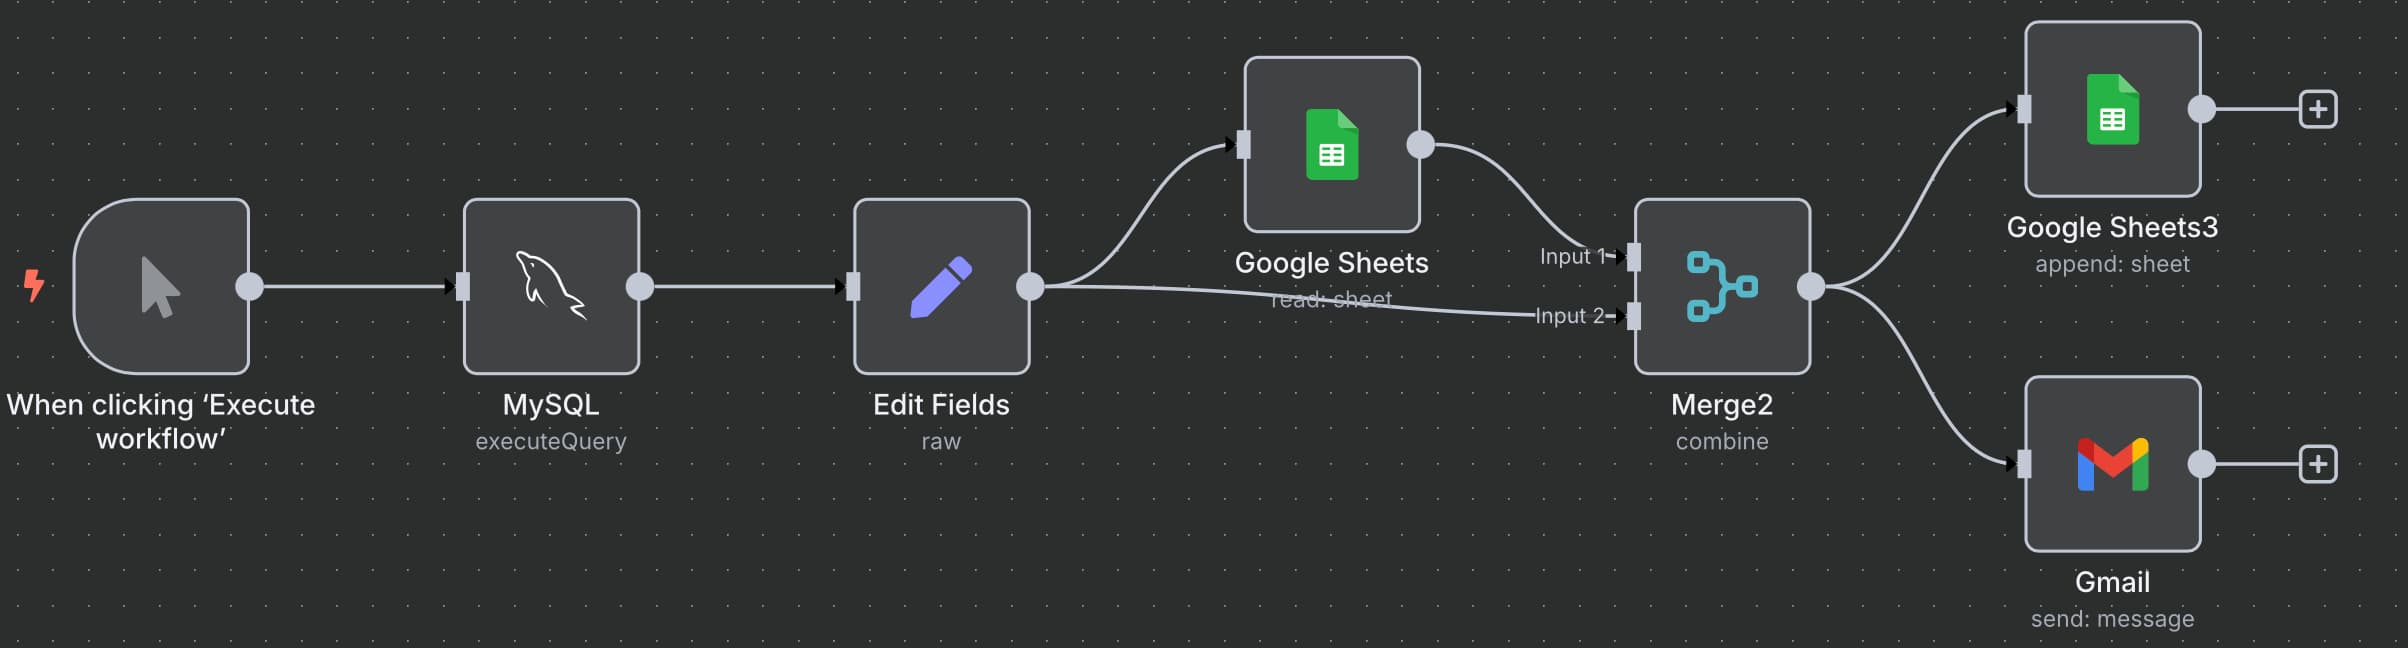 When clicking ‘Execute
workflow’
MySQL
executeQuery
Edit Fields
raw
Google Sheets
read: sheet
Input 1
Input 2
Merge2
combine
Google Sheets3
append: sheet
Gmail
send: message